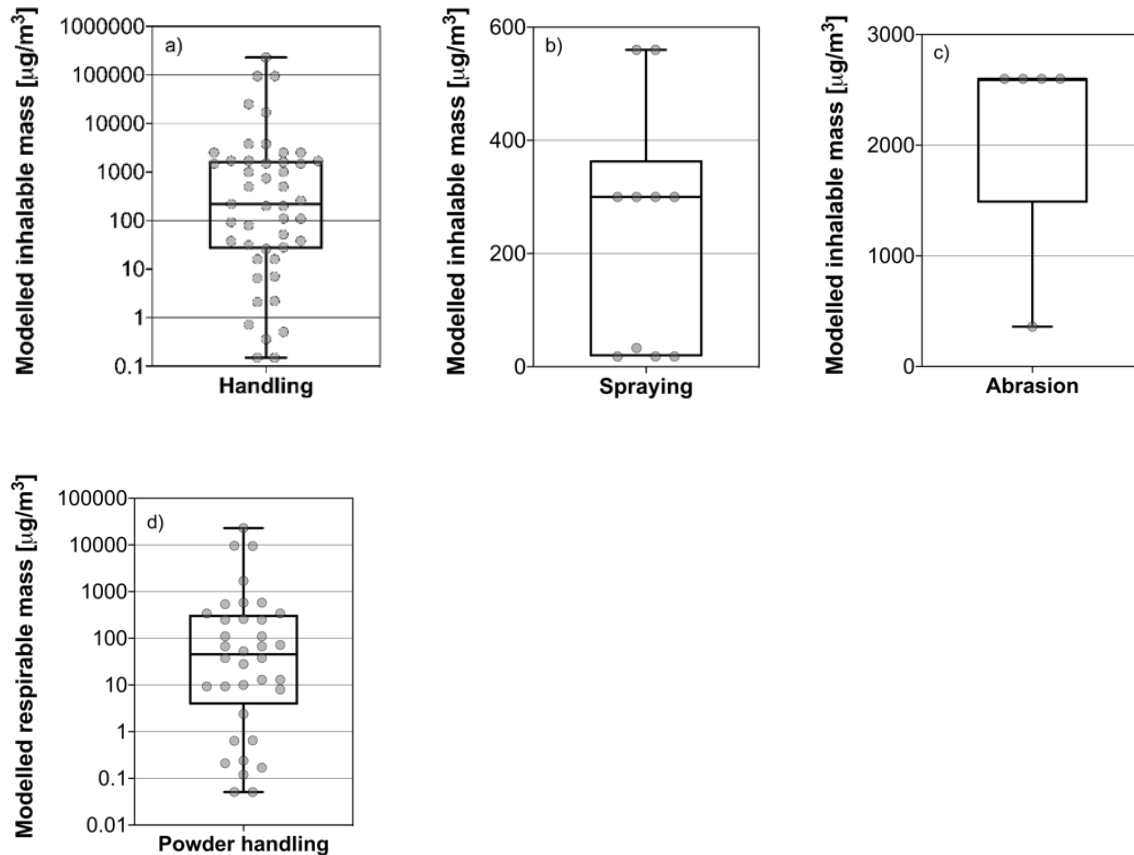 a)
Modelled inhalable mass [µg/m³]
1000000
100000
10000
1000
100
10
1
0.1
Handling
b)
Modelled inhalable mass [µg/m³]
600
400
200
0
Spraying
c)
Modelled inhalable mass [µg/m³]
3000
2000
1000
0
Abrasion
d)
Modelled respirable mass [µg/m³]
100000
10000
1000
100
10
1
0.1
0.01
Powder handling